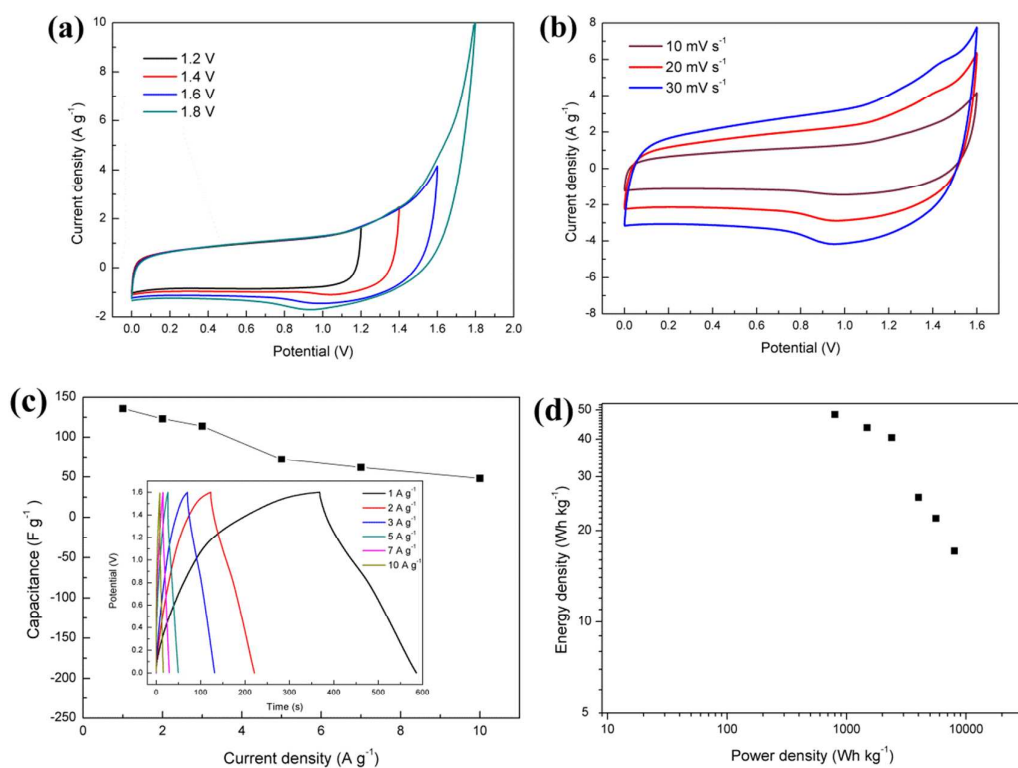 (a)
1.2 V
1.4 V
1.6 V
1.8 V
Current density (A g⁻¹)
10
8
6
4
2
0
-2
0.0 0.2 0.4 0.6 0.8 1.0 1.2 1.4 1.6 1.8 2.0
Potential (V)
(b)
10 mV s⁻¹
20 mV s⁻¹
30 mV s⁻¹
Current density (A g⁻¹)
8
6
4
2
0
-2
-4
-6
-8
0.0 0.2 0.4 0.6 0.8 1.0 1.2 1.4 1.6
Potential (V)
(c)
Capacitance (F g⁻¹)
150
125
100
75
50
25
0
-25
-50
-75
-100
-125
-150
-175
-200
-225
-250
0 2 4 6 8 10
Current density (A g⁻¹)
1 A g⁻¹
2 A g⁻¹
3 A g⁻¹
5 A g⁻¹
7 A g⁻¹
10 A g⁻¹
Potential (V)
1.6
1.4
1.2
1.0
0.8
0.6
0.4
0.2
0.0
0 100 200 300 400 500 600
Time (s)
(d)
Energy density (Wh kg⁻¹)
50
40
30
20
10
5
10 100 1000 10000
Power density (Wh kg⁻¹)